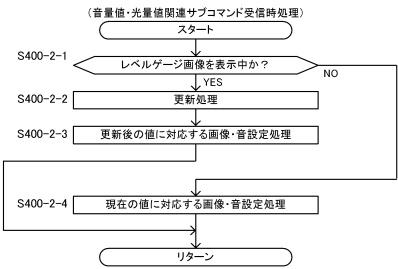 （音量値・光量値関連サブコマンド受信時処理）
スタート
S400-2-1
レベルゲージ画像を表示中か？
NO
YES
S400-2-2
更新処理
S400-2-3
更新後の値に対応する画像・音設定処理
S400-2-4
現在の値に対応する画像・音設定処理
リターン